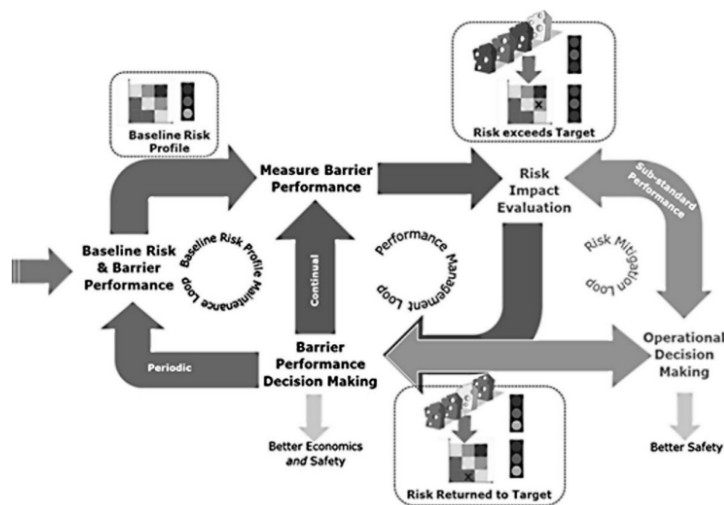 Baseline Risk
Profile
Risk exceeds Target
Measure Barrier
Performance
Risk
Impact
Evaluation
Sub-standard
Performance
Baseline Risk
& Barrier
Performance
Baseline Risk Profile Maintenance Loop
Continual
Performance
Management Loop
Risk Mitigation Loop
Periodic
Barrier
Performance
Decision Making
Operational
Decision
Making
Better Economics
and Safety
X
X
Risk Returned to Target
Better Safety